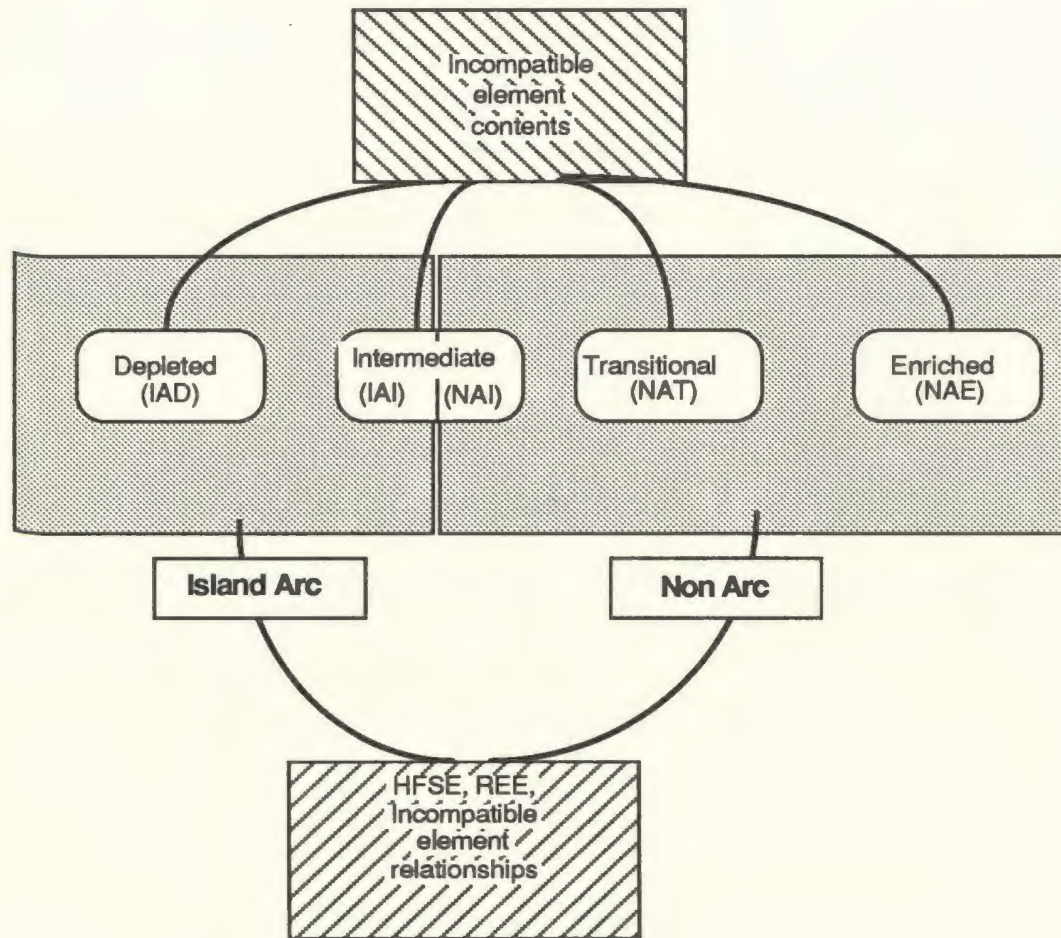 Incompatible
element
contents
Depleted
(IAD)
Intermediate
(IAI) (NAI)
Transitional
(NAT)
Enriched
(NAE)
Island Arc
Non Arc
HFSE, REE,
Incompatible
element
relationships